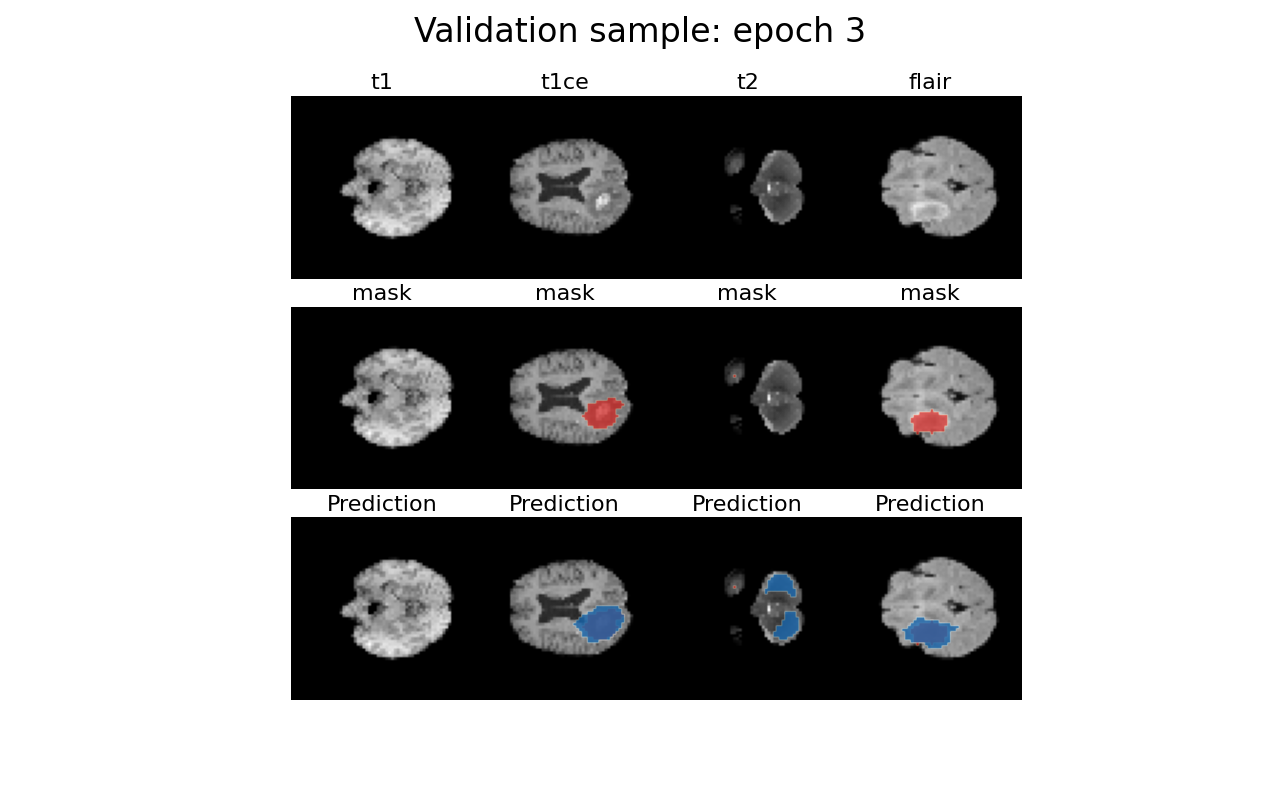 Validation sample: epoch 3
t1 t1ce t2 flair
mask mask mask mask
Prediction Prediction Prediction Prediction